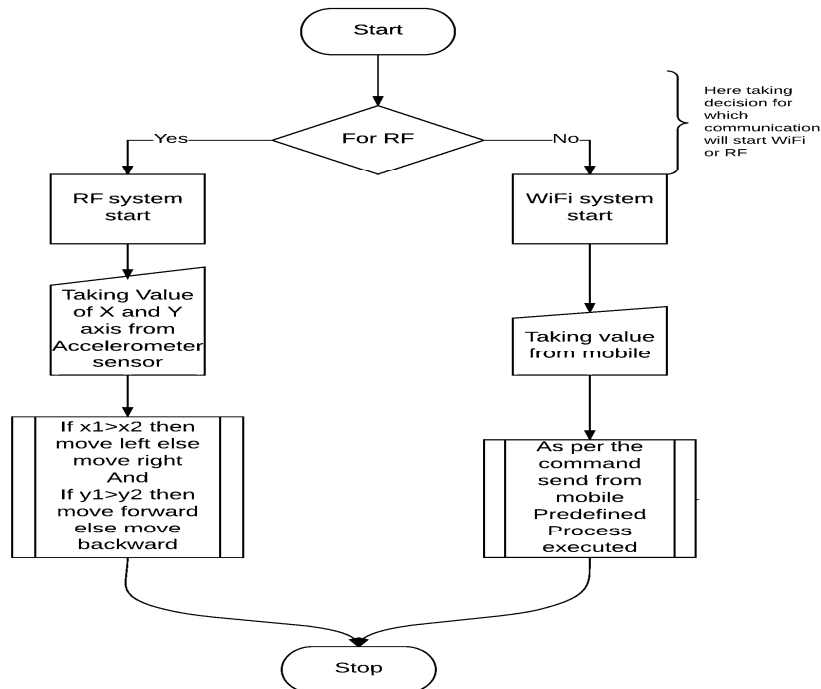 Start
For RF
Yes
No
Here taking
decision for
which
communication
will start WiFi
or RF
RF system
start
WiFi system
start
Taking Value
of X and Y
axis from
Accelerometer
sensor
Taking value
from mobile
If x1>x2 then
move left else
move right
And
If y1>y2 then
move forward
else move
backward
As per the
command
send from
mobile
Predefined
Process
executed
Stop